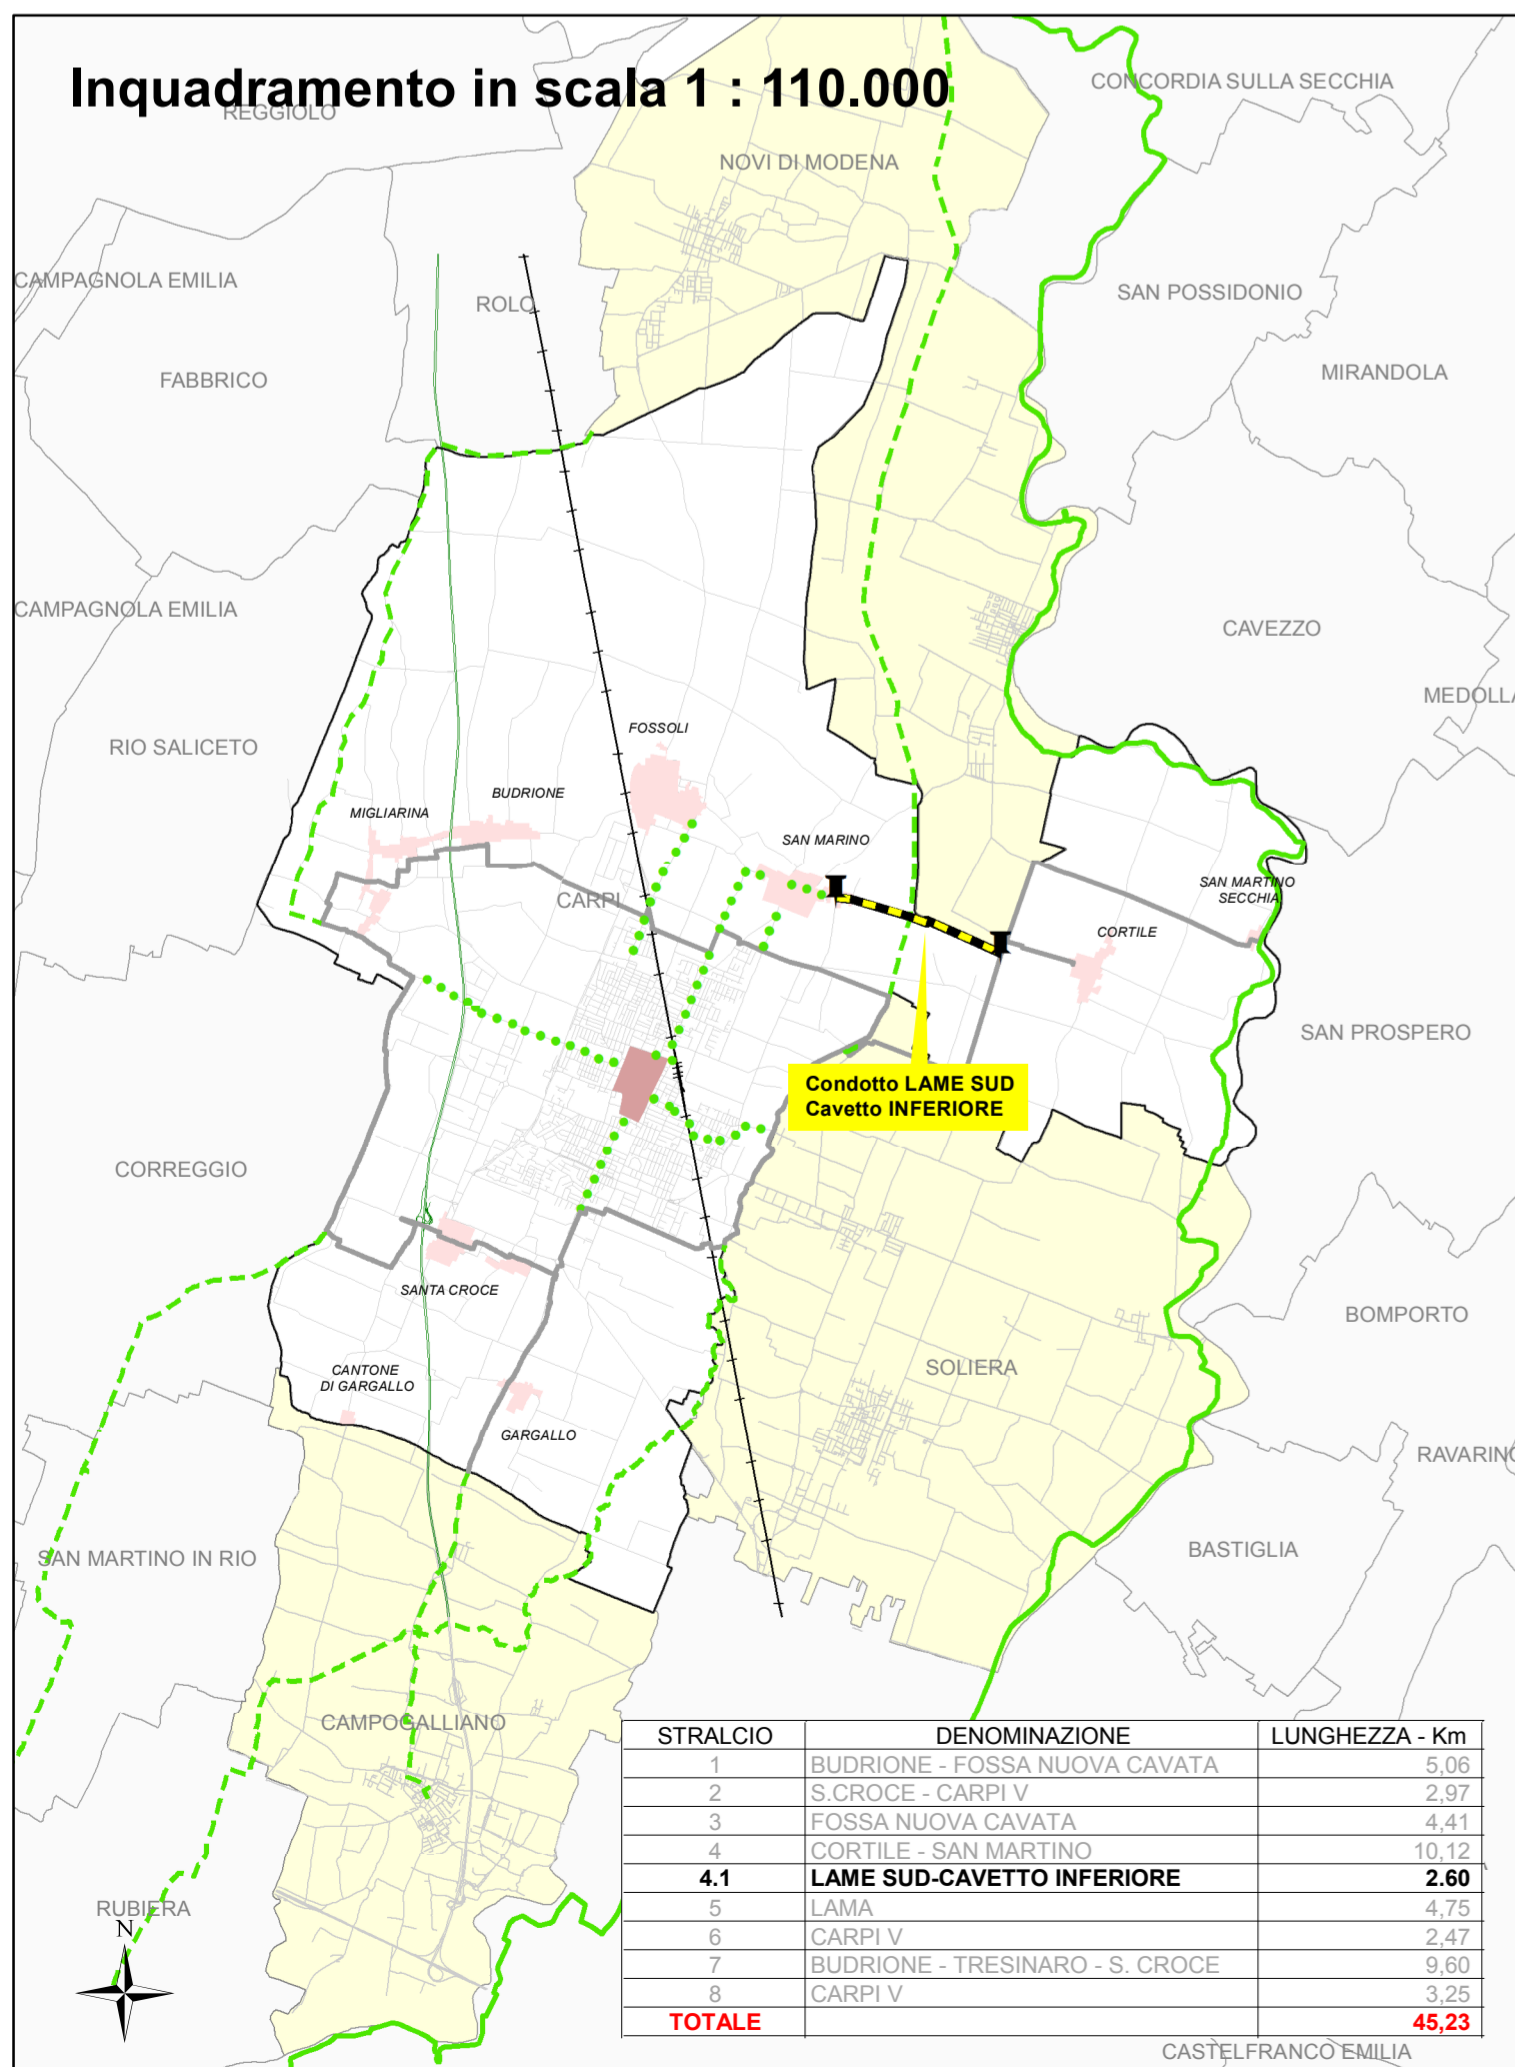 Inquadramento in scala 1 : 110.000
CONCORDIA SULLA SECCHIA
REGGIOLO
NOVI DI MODENA
CAMPAGNOLA EMILIA
SAN POSSIDONIO
ROLO
MIRANDOLA
FABBRICO
CAMPAGNOLA EMILIA
CAVEZZO
MEDOLLA
FOSSOLI
RIO SALICETO
BUDRIONE
MIGLIARINA
SAN MARINO
SAN MARTINO
SECCHIA
CARPI
CORTILE
SAN PROSPERO
Condotto LAME SUD
Cavetto INFERIORE
CORREGGIO
SANTA CROCE
BOMPORTO
SOLIERA
CANTONE
DI GARGALLO
GARGALLO
RAVARINO
BASTIGLIA
SAN MARTINO IN RIO
CAMPOGALLIANO
STRALCIO DENOMINAZIONE LUNGHEZZA - Km
1 BUDRIONE - FOSSA NUOVA CAVATA 5,06
2 S.CROCE - CARPI V 2,97
3 FOSSA NUOVA CAVATA 4,41
4 CORTILE - SAN MARTINO 10,12
4.1 LAME SUD-CAVETTO INFERIORE 2.60
5 LAMA 4,75
6 CARPI V 2,47
7 BUDRIONE - TRESINARO - S. CROCE 9,60
8 CARPI V 3,25
TOTALE 45,23
RUBIERA
N
CASTELFRANCO EMILIA